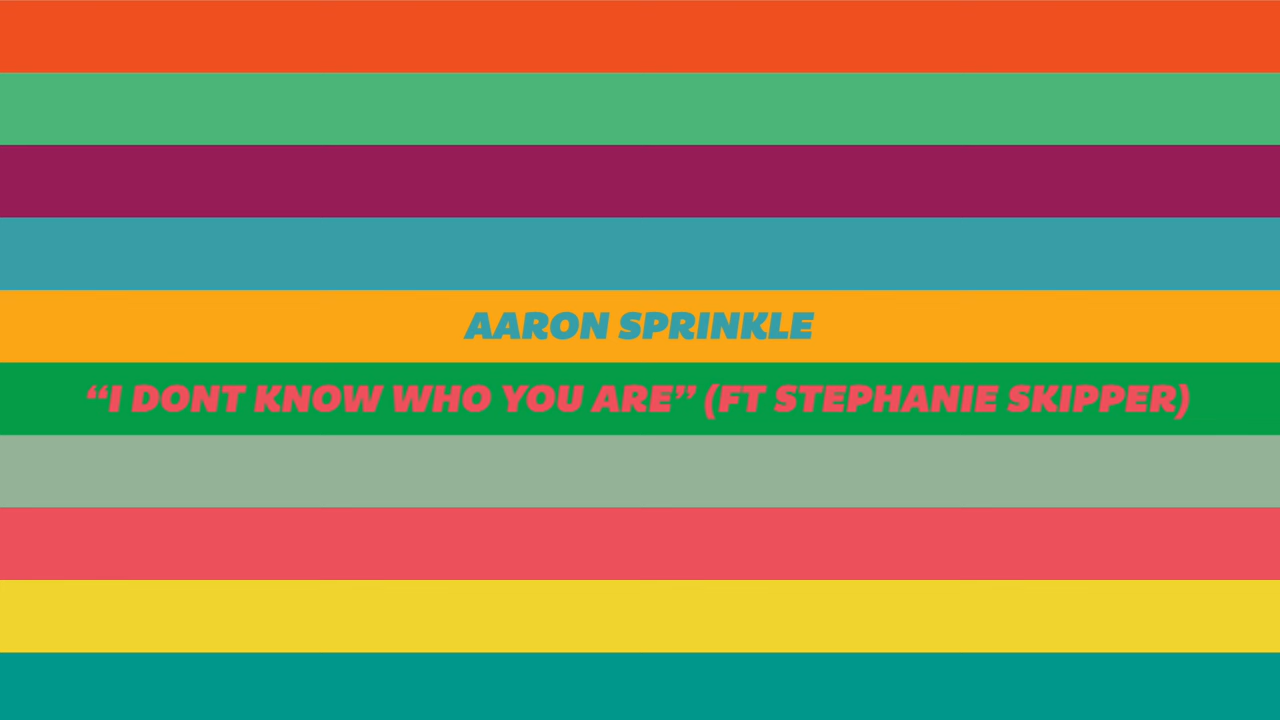 AARON SPRINKLE
“I DONT KNOW WHO YOU ARE” (FT STEPHANIE SKIPPER)